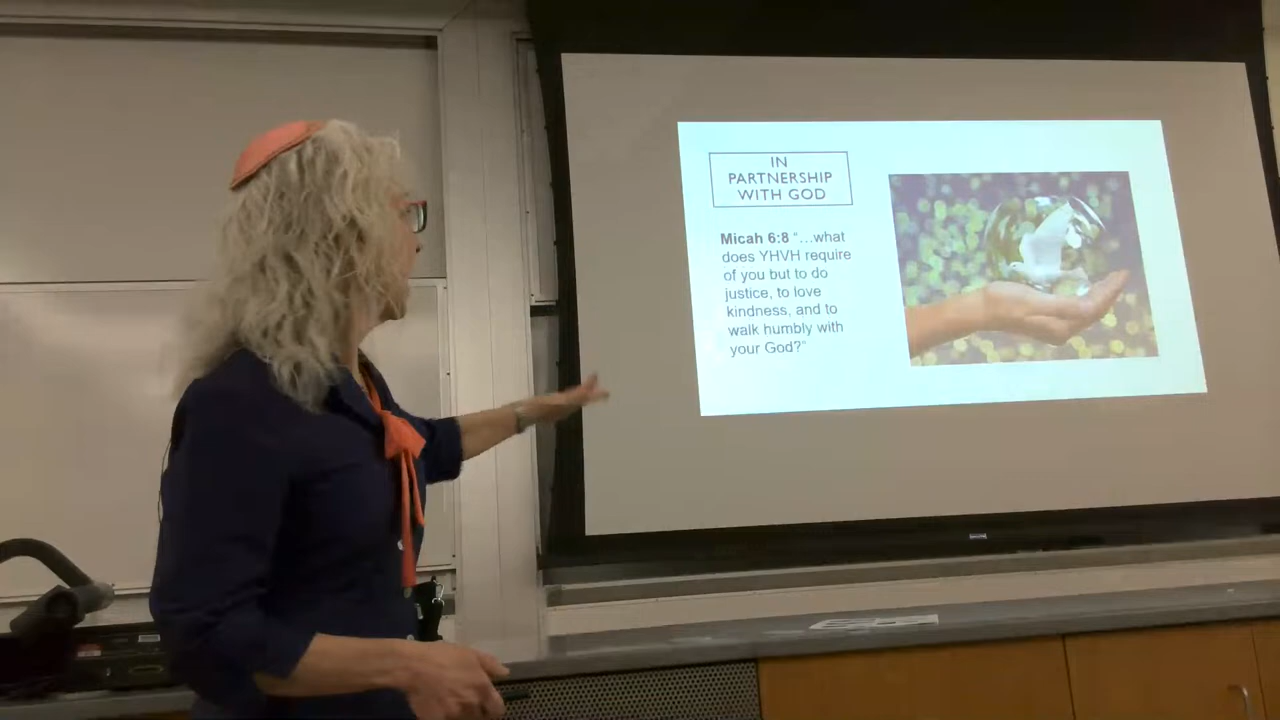 IN
PARTNERSHIP
WITH GOD
Micah 6:8 “…what
does YHVH require
of you but to do
justice, to love
kindness, and to
walk humbly with
your God?”